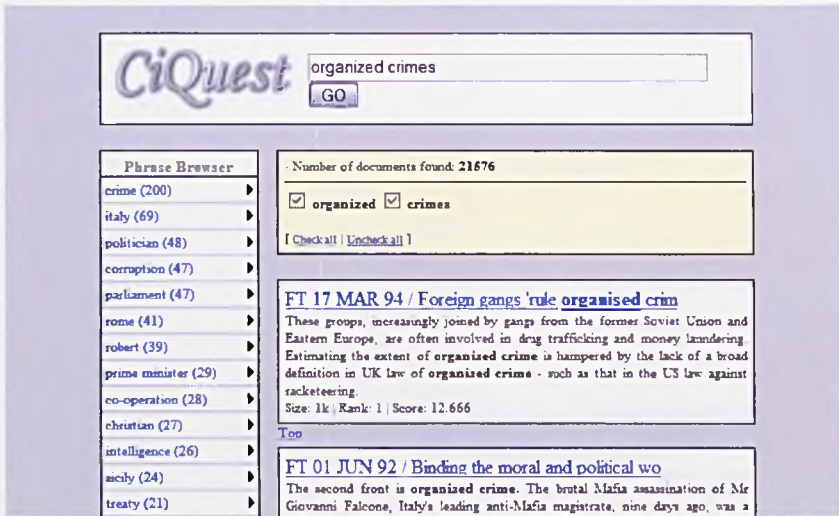 CiQuest
organized crimes
GO
Phrase Browser
crime (200)
italy (69)
politician (48)
corruption (47)
parliament (47)
rome (41)
robert (39)
prime minister (29)
co-operation (28)
christian (27)
intelligence (26)
sicily (24)
treaty (21)
- Number of documents found: 21576
organized crimes
[ Check all | Uncheck all ]
FT 17 MAR 94 / Foreign gangs 'rule organised crim
These groups, increasingly joined by gangs from the former Soviet Union and
Eastern Europe, are often involved in drug trafficking and money laundering.
Estimating the extent of organized crime is hampered by the lack of a broad
definition in UK law of organized crime - such as that in the US law against
racketeering.
Size: 1k | Rank: 1 | Score: 12.666
Top
FT 01 JUN 92 / Binding the moral and political wo
The second front is organized crime. The brutal Mafia assassination of Mr
Giovanni Falcone, Italy's leading anti-Mafia magistrate, nine days ago, was a